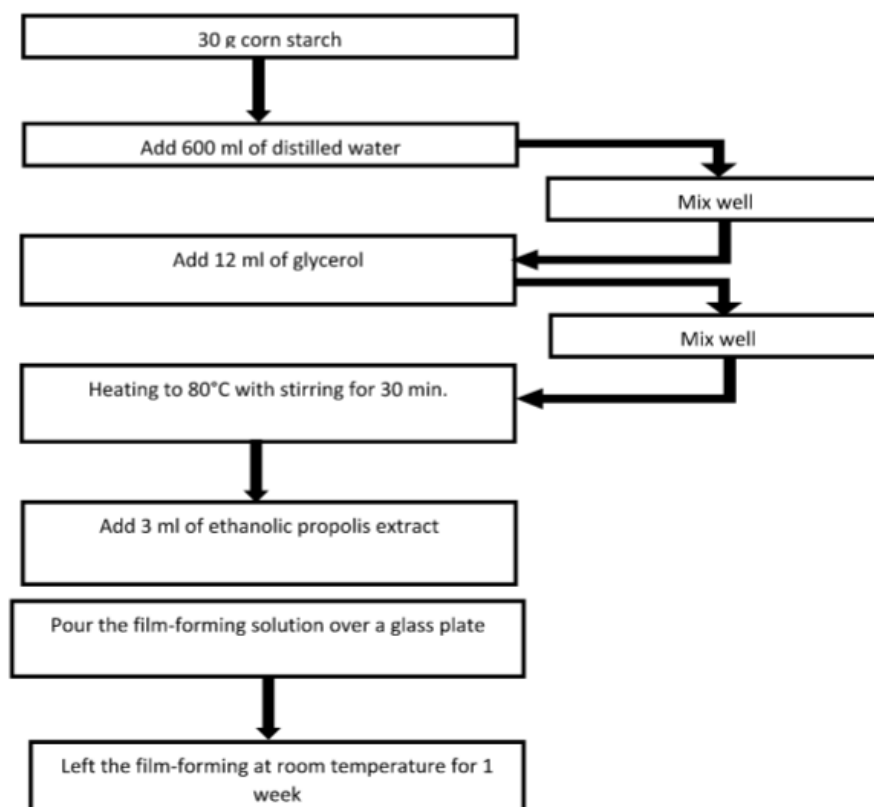 30 g corn starch
Add 600 ml of distilled water
Mix well
Add 12 ml of glycerol
Mix well
Heating to 80°C with stirring for 30 min.
Add 3 ml of ethanolic propolis extract
Pour the film-forming solution over a glass plate
Left the film-forming at room temperature for 1
week